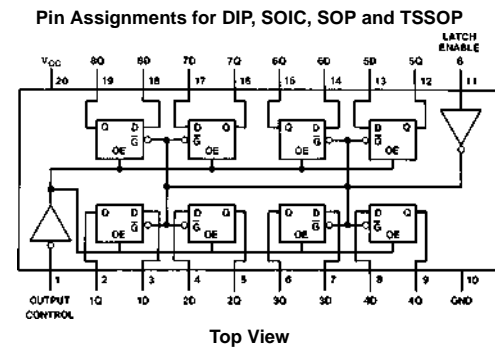 Pin Assignments for DIP, SOIC, SOP and TSSOP
LATCH
ENABLE
VCC 8Q 8D 7D 7Q 6Q 6D 5D 5Q G
20 19 18 17 16 15 14 13 12 11
Q D D Q Q D D Q
G G G G
OE OE OE OE
Q D D Q Q D D Q
G G G G
OE OE OE OE
1 2 3 4 5 6 7 8 9 10
OUTPUT 1Q 1D 2D 2Q 3Q 3D 4D 4Q GND
CONTROL
Top View